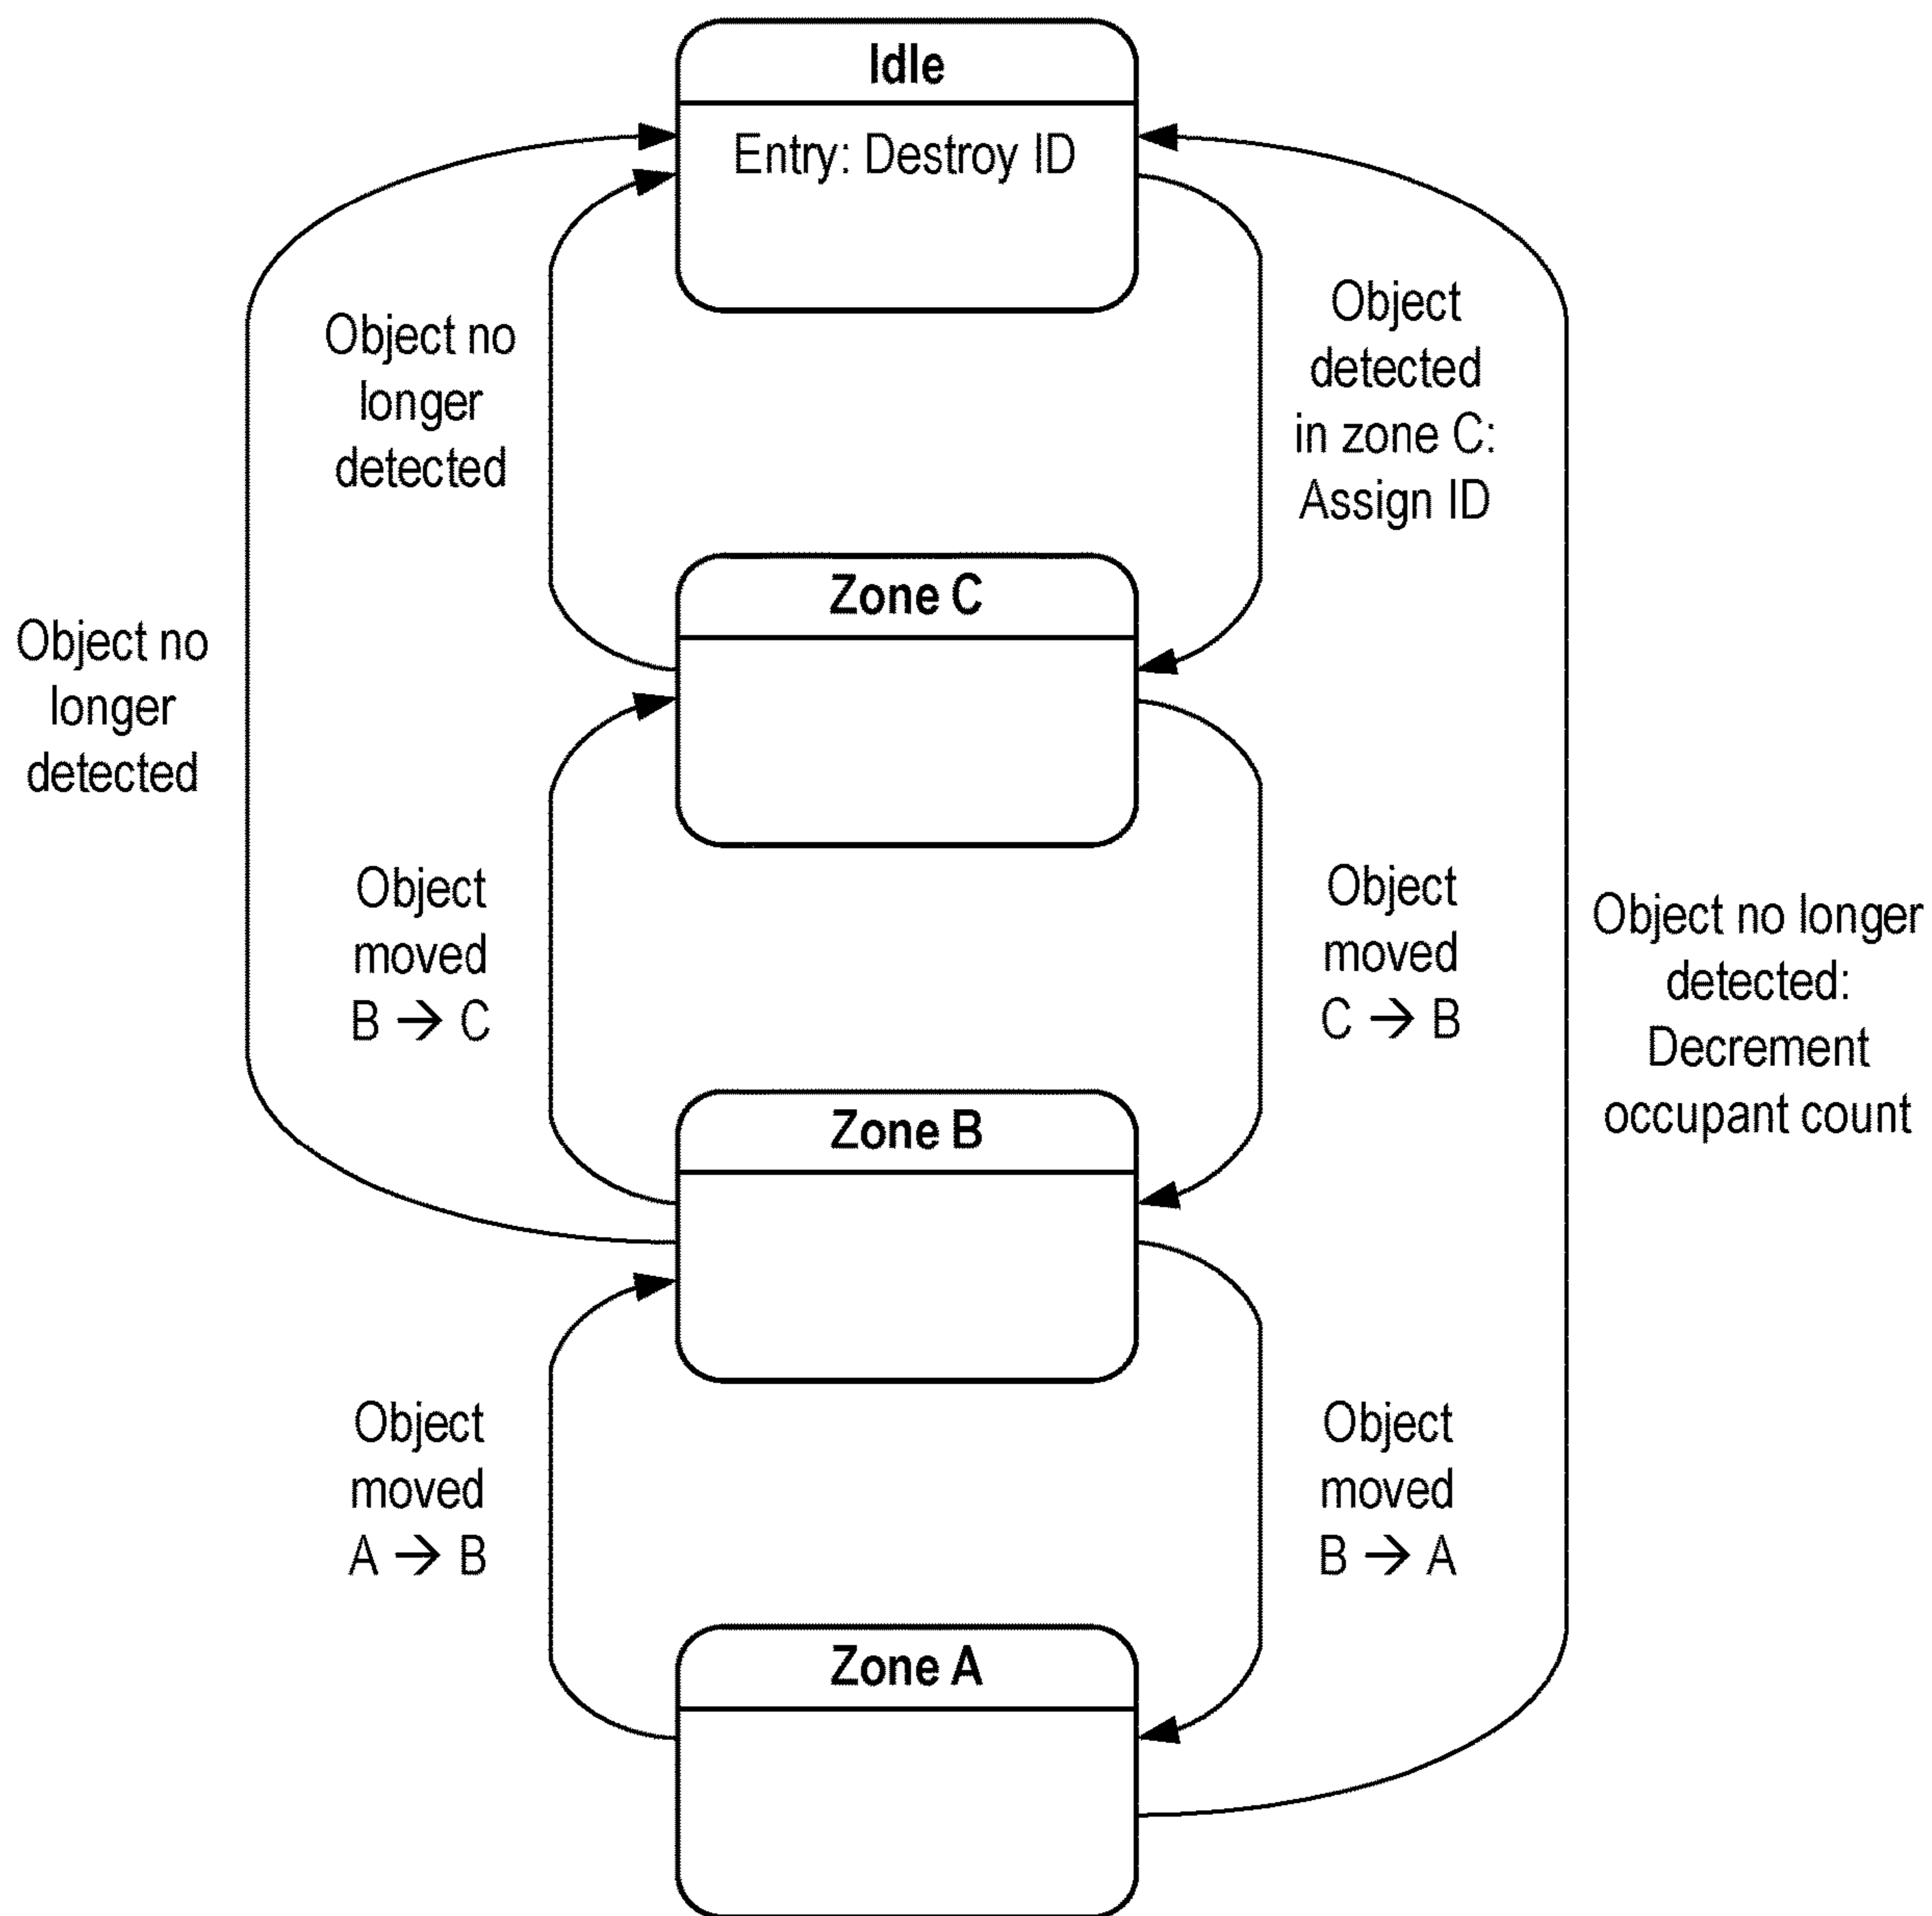 Idle
Entry: Destroy ID
Object no
longer
detected
Object
detected
in zone C:
Assign ID
Zone C
Object no
longer
detected
Object
moved
B → C
Object
moved
C → B
Object no longer
detected:
Decrement
occupant count
Zone B
Object
moved
A → B
Object
moved
B → A
Zone A